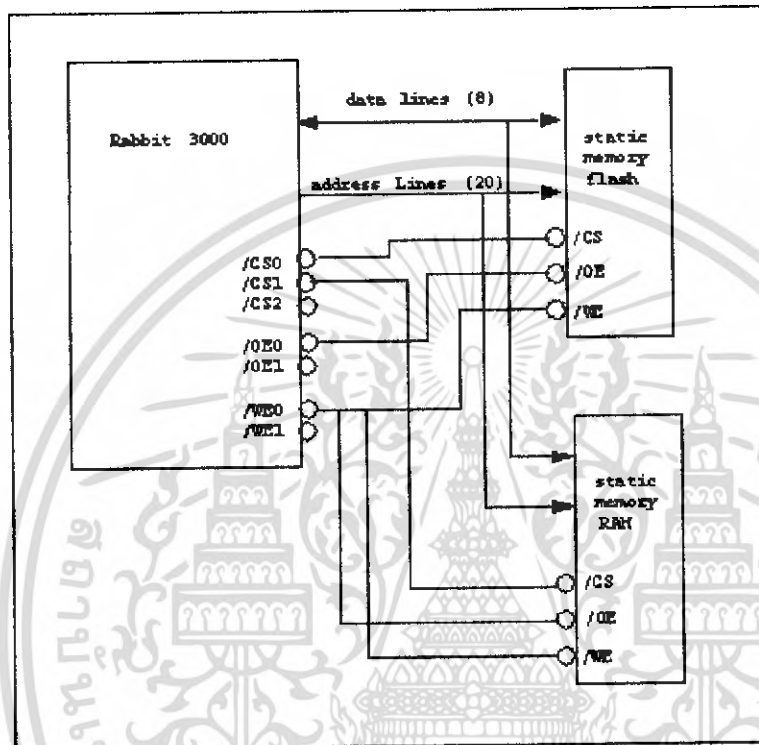 data lines (8)
Rabbit 3000
static
memory
flash
address Lines (20)
/CS
/CS0
/CS1
/OE
/CS2
/WE
/OE0
/OE1
/WE0
/WE1
static
memory
RAM
/CS
/OE
/WE